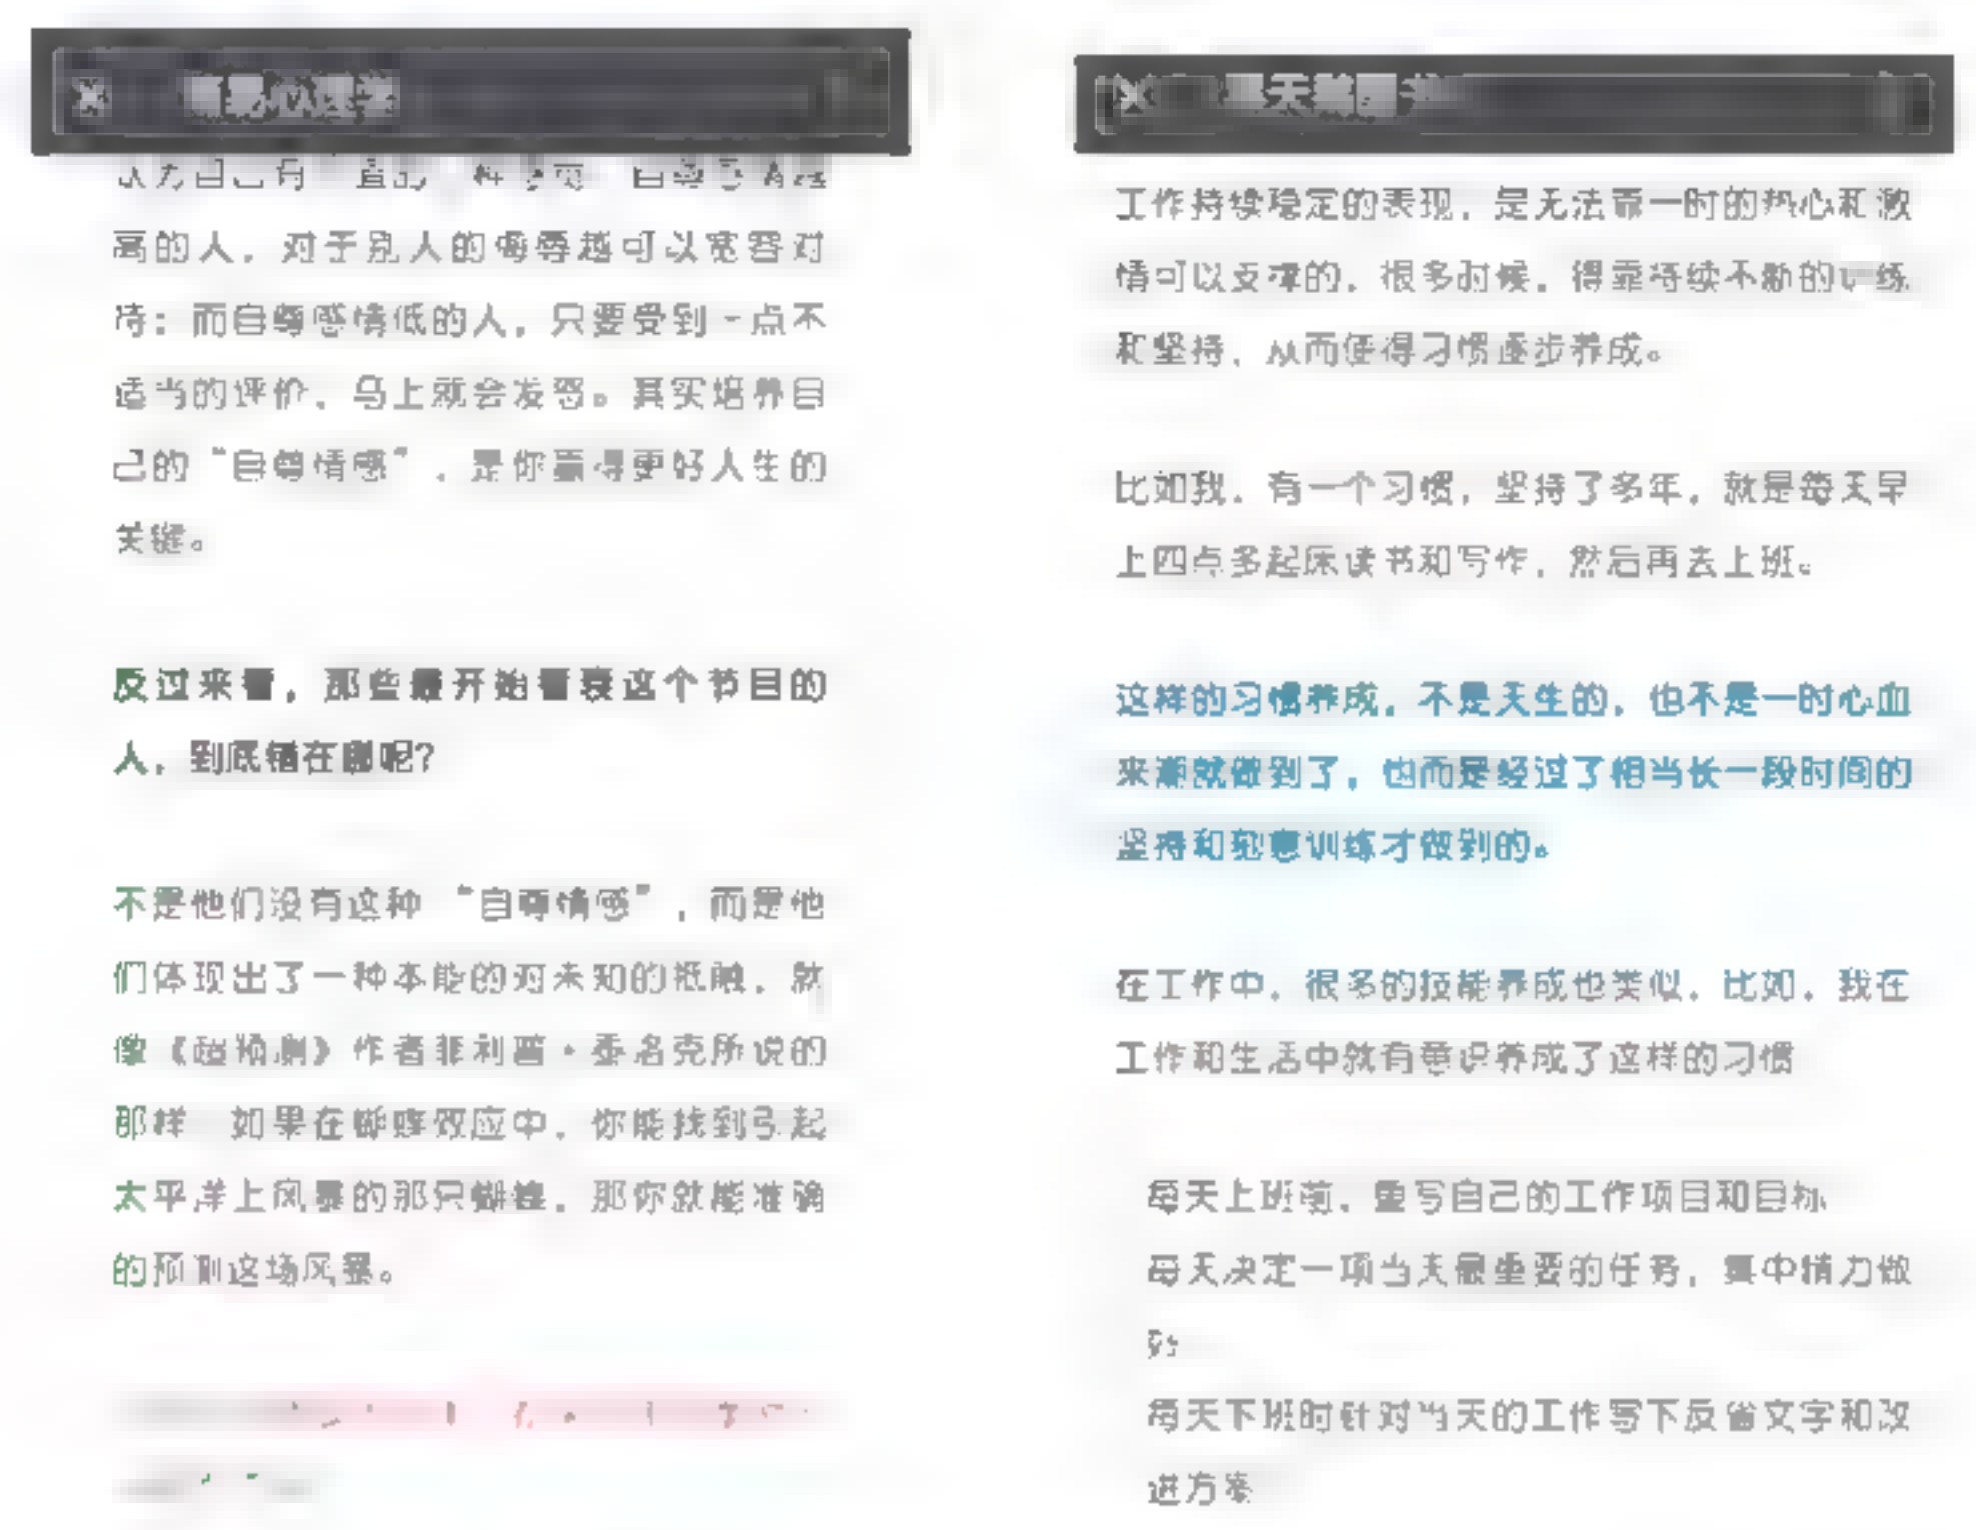 高的人，对于别人的侮辱越可以宽容对
待；而自尊感情低的人，只要受到一点不
适当的评价，马上就会发怒。其实培养自
己的“自尊情感”，是你赢得更好人生的
关键。
反过来看，那些最开始看衰这个节目的
人，到底错在哪呢?
不是他们没有这种“自尊情感”，而是他
们体现出了一种本能的对未知的抵触，就
像《超预测》作者菲利普·泰洛克所说的
那样 如果在蝴蝶效应中，你能找到引起
太平洋上风暴的那只蝴蝶，那你就能准确
的预测这场风暴。
工作持续稳定的表现，是无法靠一时的热心和激
情可以支撑的，很多时候，得靠持续不断的训练
和坚持，从而使得习惯逐步养成。
比如我，有一个习惯，坚持了多年，就是每天早
上四点多起床读书和写作，然后再去上班。
这样的习惯养成，不是天生的，也不是一时心血
来潮就做到了，也而是经过了相当长一段时间的
坚持和刻意训练才做到的。
在工作中，很多的技能养成也类似，比如，我在
工作和生活中就有意识养成了这样的习惯
每天上班前，重写自己的工作项目和目标
每天决定一项当天最重要的任务，集中精力做
好
每天下班时针对当天的工作写下反省文字和改
进方案